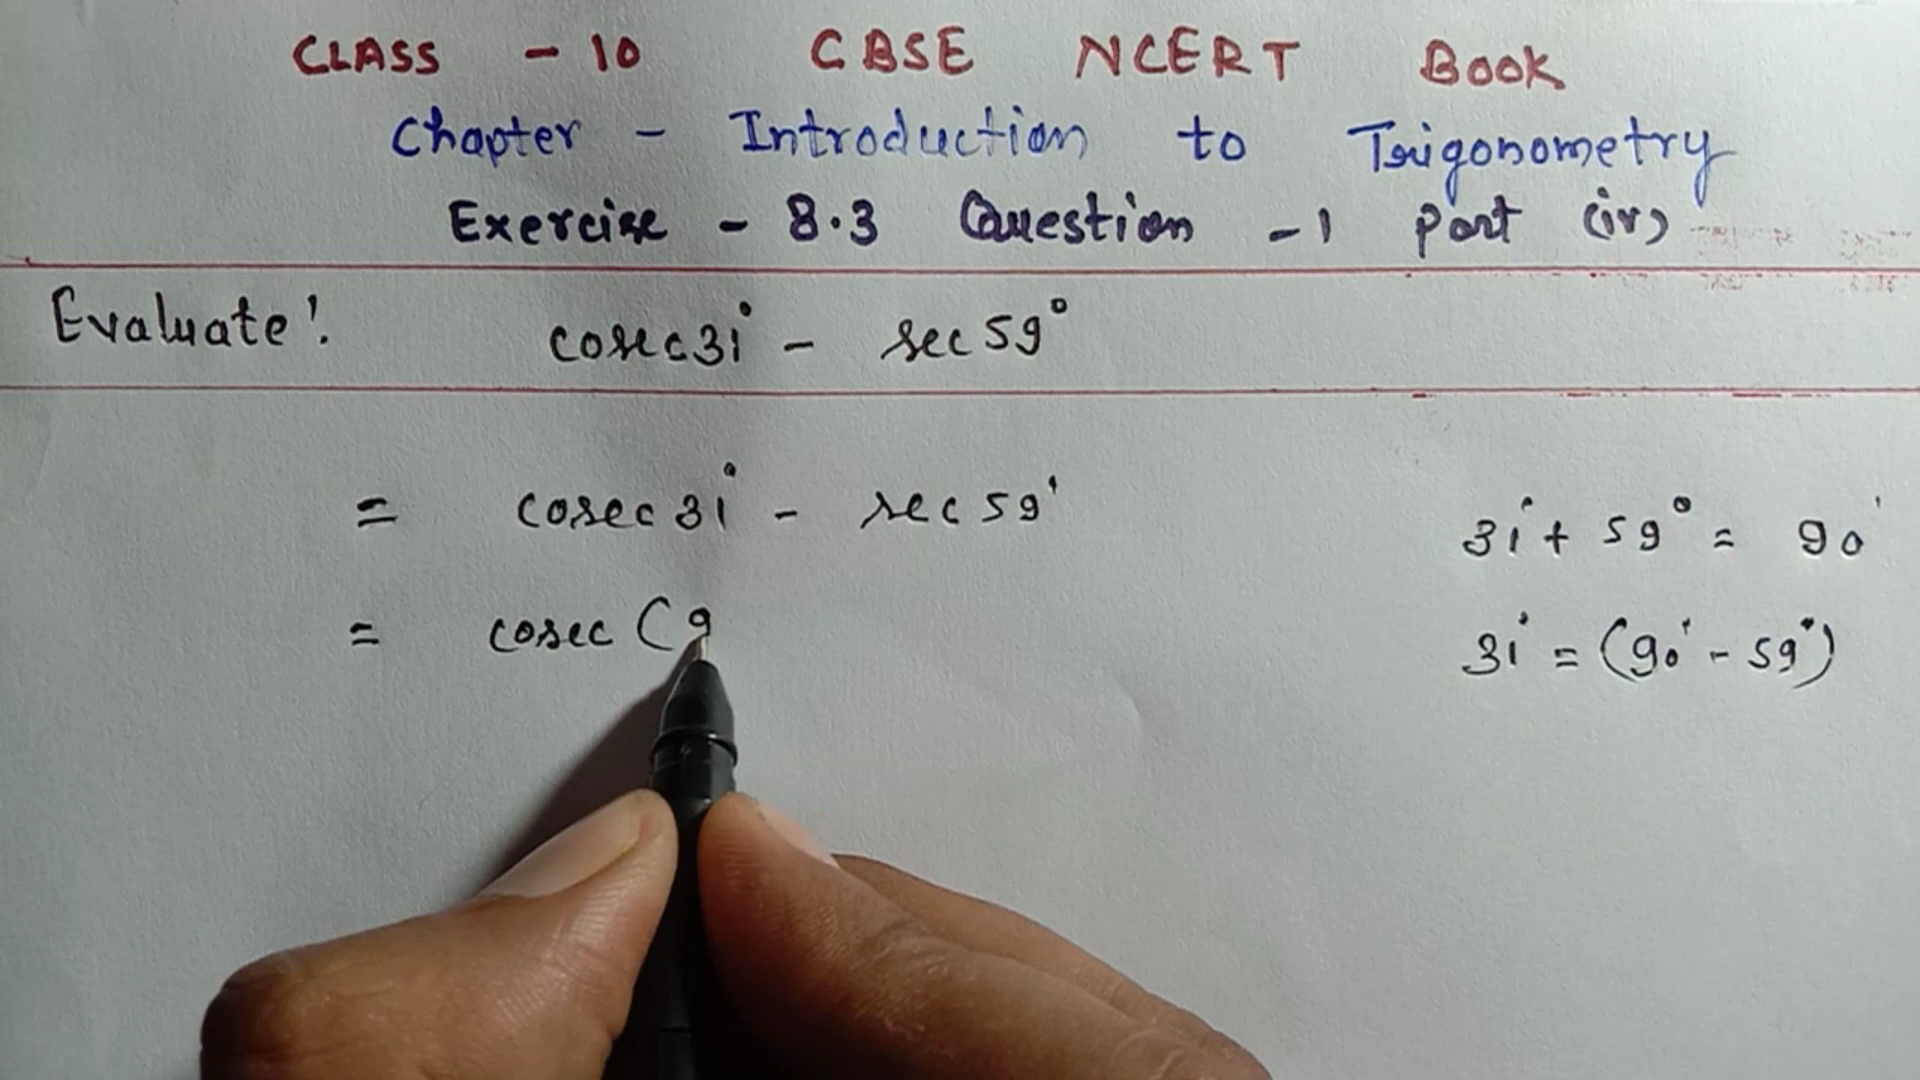 CLASS - 10 CBSE NCERT Book
Chapter - Introduction to Trigonometry
Exercise - 8.3 Question - 1 part (iv)
Evaluate! cosec31° - sec59°
= cosec31° - sec59°
31° + 59° = 90°
= cosec (9
31° = (90° - 59°)